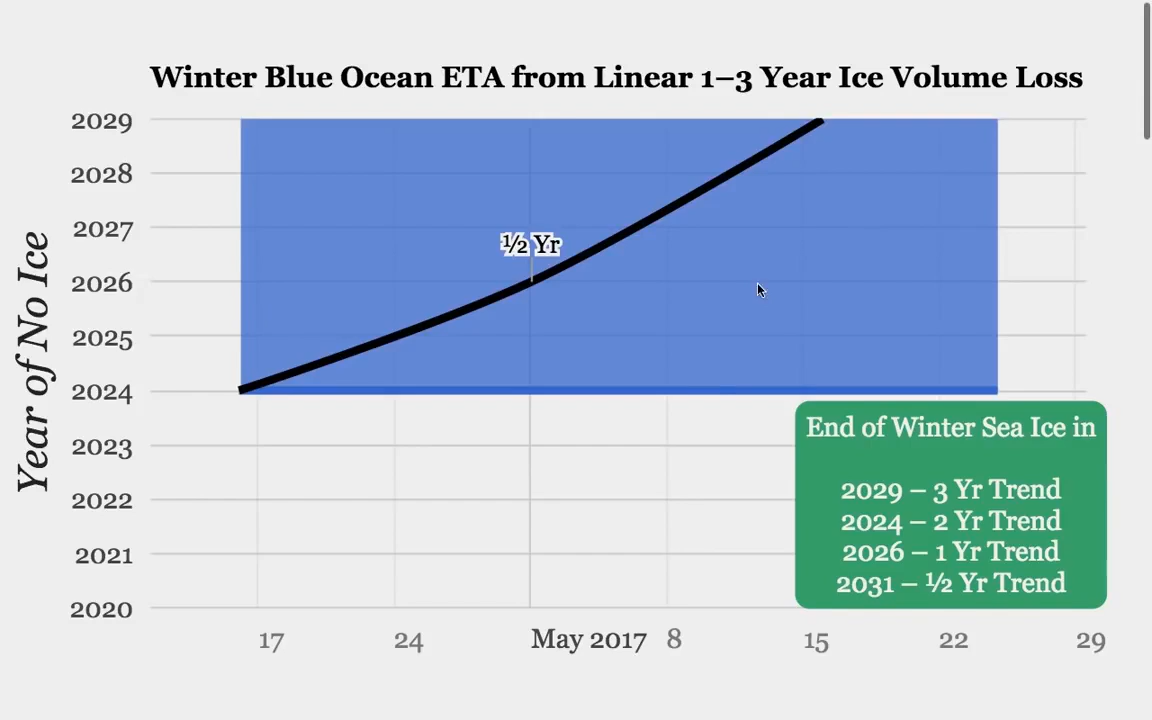 Winter Blue Ocean ETA from Linear 1–3 Year Ice Volume Loss
Year of No Ice
2029
2028
2027
2026
2025
2024
2023
2022
2021
2020
½ Yr
End of Winter Sea Ice in
2029 – 3 Yr Trend
2024 – 2 Yr Trend
2026 – 1 Yr Trend
2031 – ½ Yr Trend
17 24 May 2017 8 15 22 29